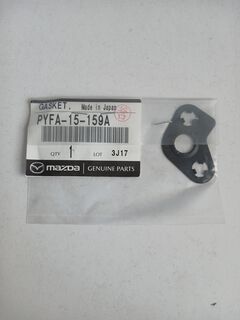 GASKET. Made in Japan
PYFA-15-159A
QTY 1 LOT 3J17
mazda GENUINE PARTS